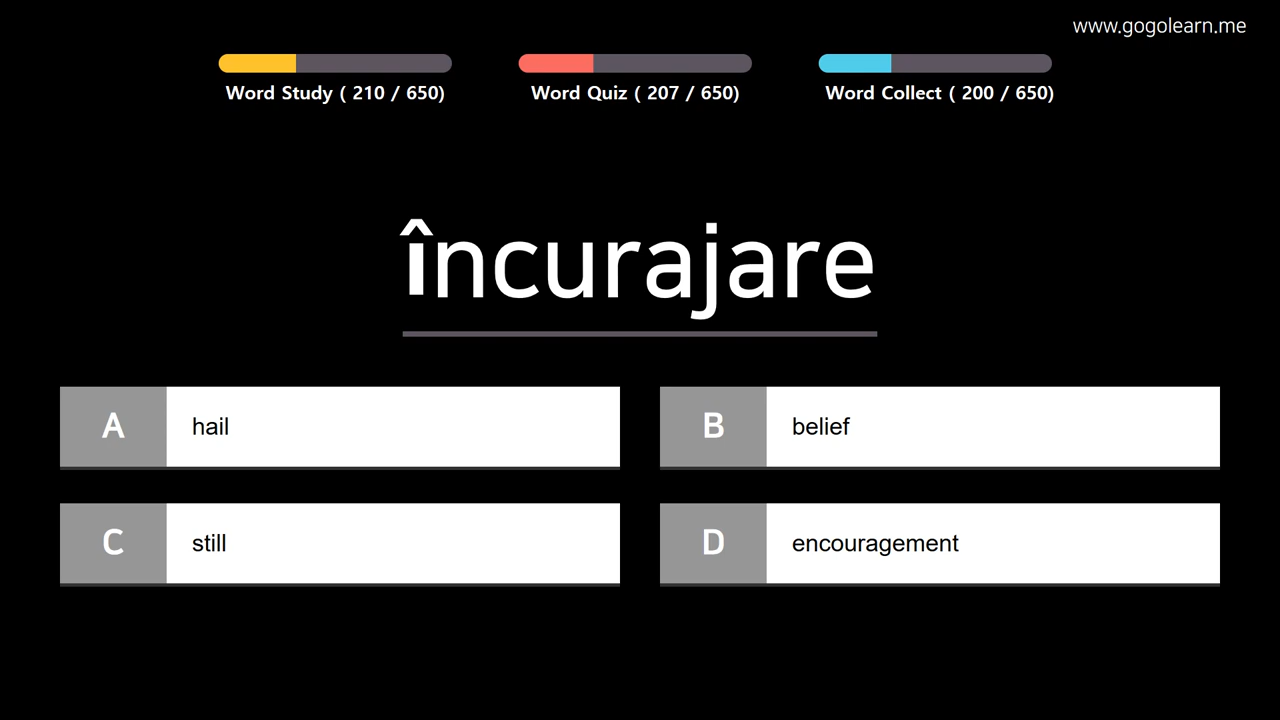 www.gogolearn.me
Word Study ( 210 / 650)
Word Quiz ( 207 / 650)
Word Collect ( 200 / 650)
încurajare
A hail
B belief
C still
D encouragement